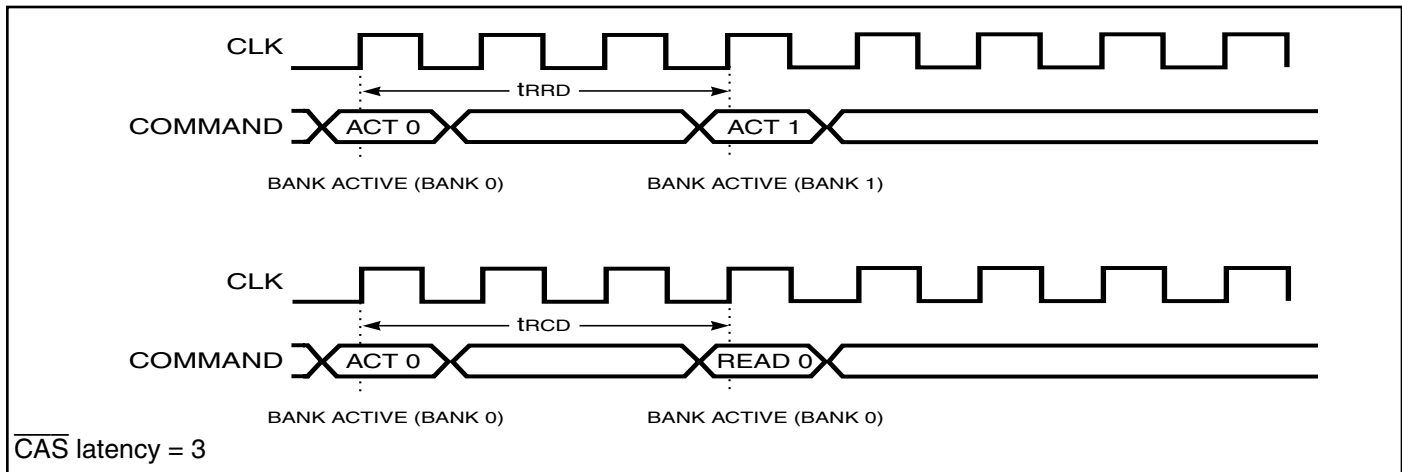 CLK
tRRD
COMMAND ACT 0 ACT 1
BANK ACTIVE (BANK 0) BANK ACTIVE (BANK 1)
CLK
tRCD
COMMAND ACT 0 READ 0
BANK ACTIVE (BANK 0) BANK ACTIVE (BANK 0)
C̅A̅S̅ latency = 3